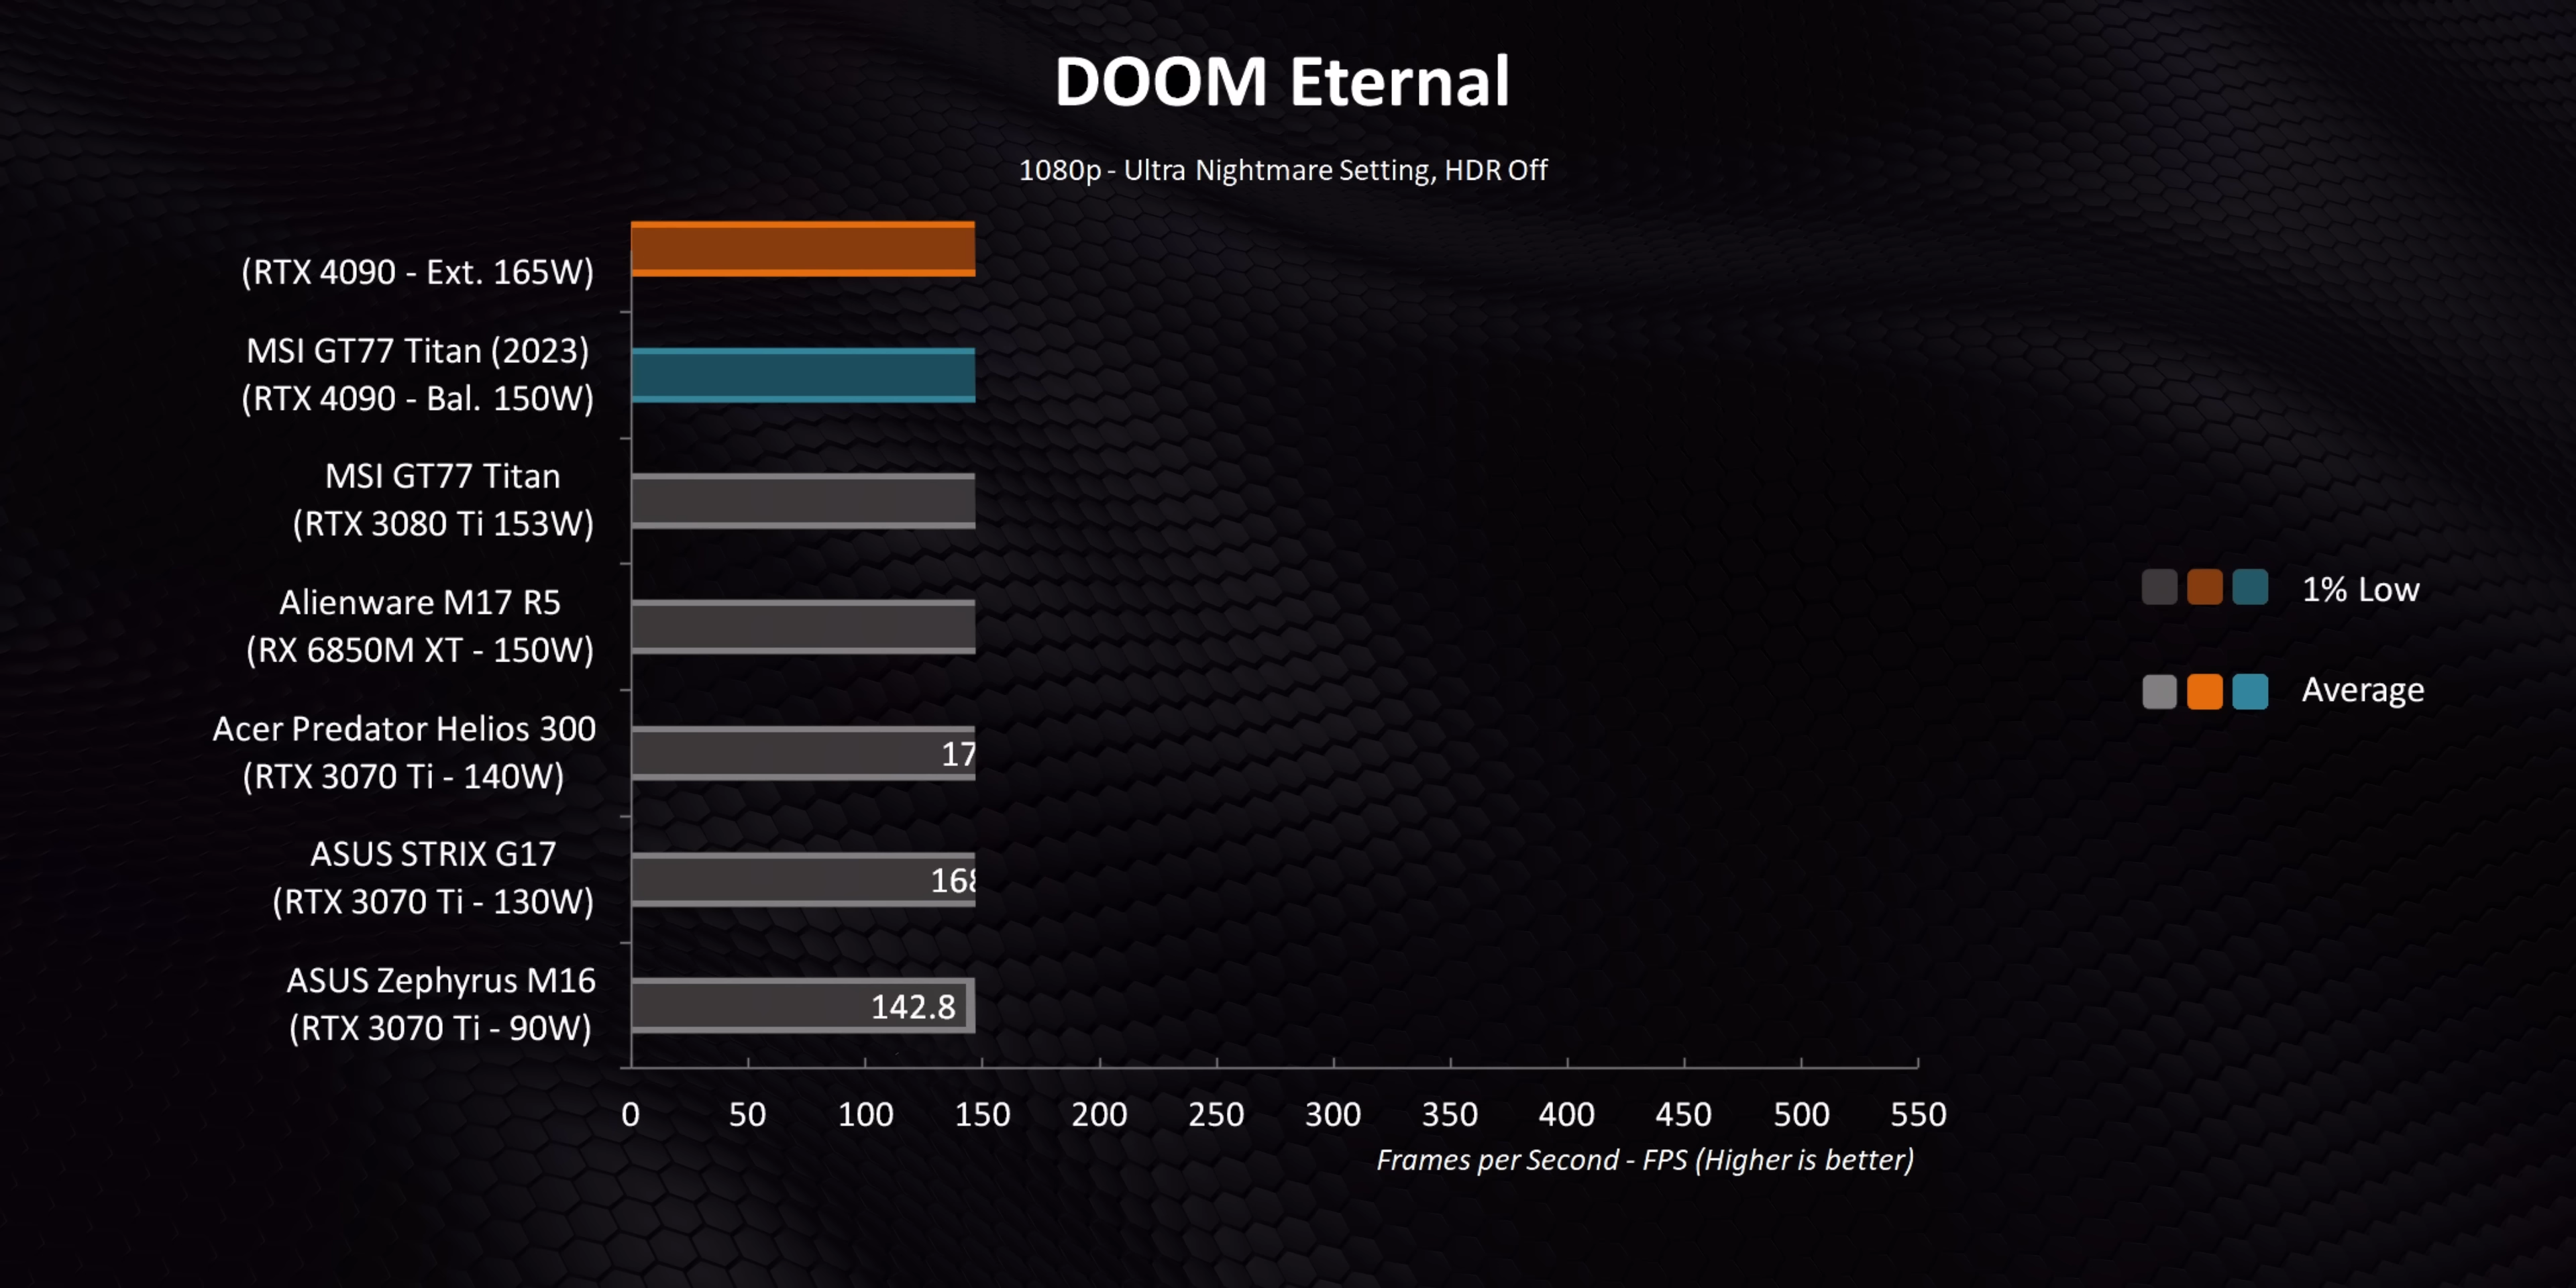 DOOM Eternal
1080p - Ultra Nightmare Setting, HDR Off
(RTX 4090 - Ext. 165W)
MSI GT77 Titan (2023)
(RTX 4090 - Bal. 150W)
MSI GT77 Titan
(RTX 3080 Ti 153W)
Alienware M17 R5
(RX 6850M XT - 150W)
Acer Predator Helios 300
(RTX 3070 Ti - 140W)
17
ASUS STRIX G17
(RTX 3070 Ti - 130W)
168
ASUS Zephyrus M16
(RTX 3070 Ti - 90W)
142.8
1% Low
Average
0 50 100 150 200 250 300 350 400 450 500 550
Frames per Second - FPS (Higher is better)